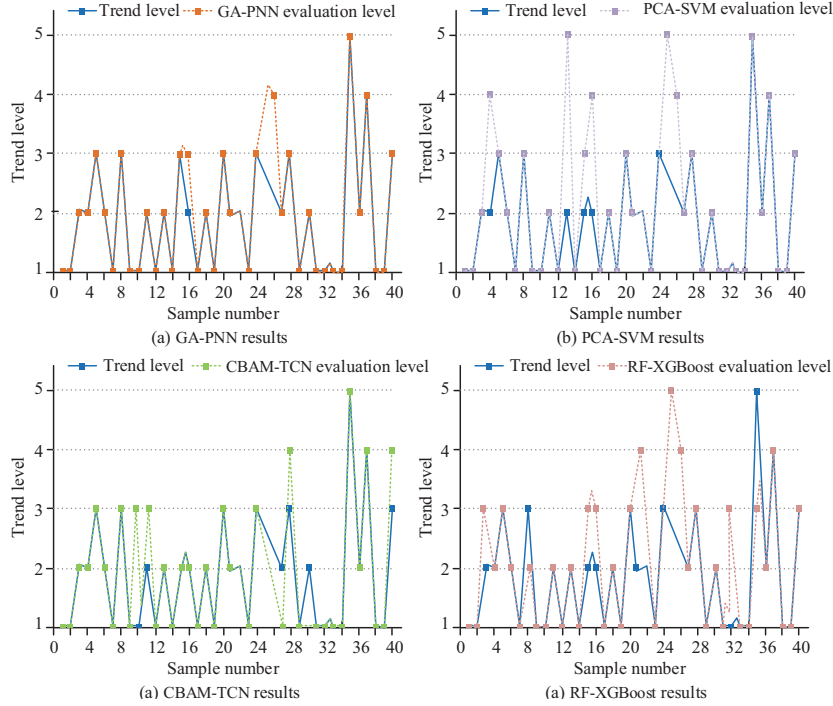 Trend level GA-PNN evaluation level
5
4
3
2
1
Trend level
0 4 8 12 16 20 24 28 32 36 40
Sample number
(a) GA-PNN results
Trend level PCA-SVM evaluation level
5
4
3
2
1
Trend level
0 4 8 12 16 20 24 28 32 36 40
Sample number
(b) PCA-SVM results
Trend level CBAM-TCN evaluation level
5
4
3
2
1
Trend level
0 4 8 12 16 20 24 28 32 36 40
Sample number
(a) CBAM-TCN results
Trend level RF-XGBoost evaluation level
5
4
3
2
1
Trend level
0 4 8 12 16 20 24 28 32 36 40
Sample number
(a) RF-XGBoost results